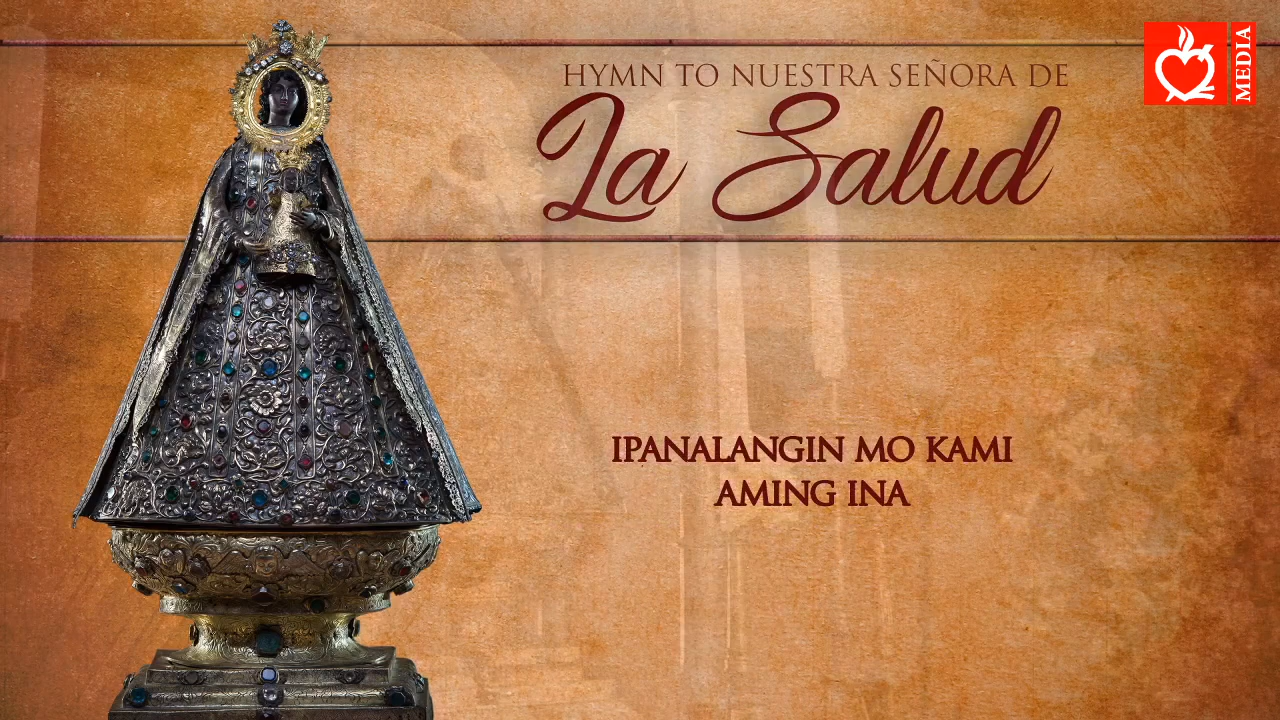 HYMN TO NUESTRA SEÑORA DE
La Salud
MEDIA
IPANALANGIN MO KAMI
AMING INA